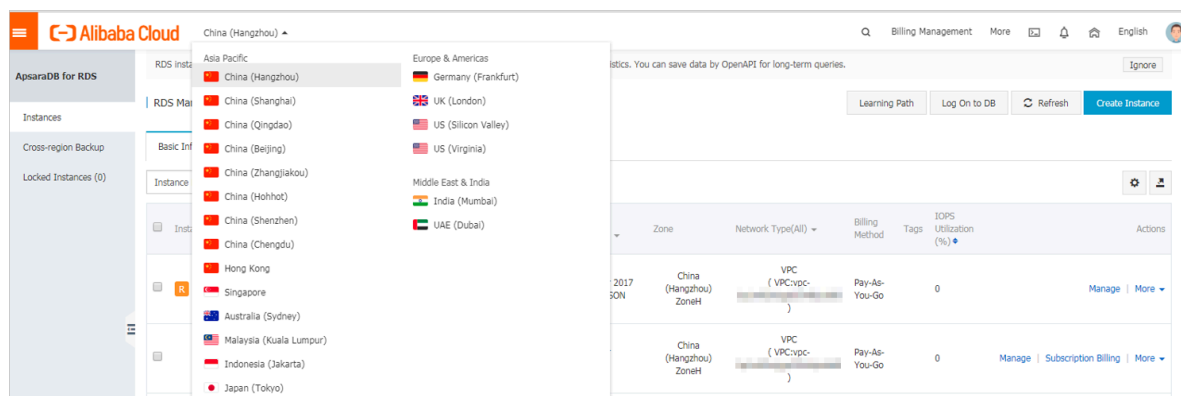 Alibaba Cloud
China (Hangzhou)
Billing Management
More
English
ApsaraDB for RDS
Instances
Cross-region Backup
Locked Instances (0)
RDS insta
istics. You can save data by OpenAPI for long-term queries.
Ignore
RDS Mar
Learning Path
Log On to DB
Refresh
Create Instance
Basic Inf
Instance
Asia Pacific
China (Hangzhou)
China (Shanghai)
China (Qingdao)
China (Beijing)
China (Zhangjiakou)
China (Hohhot)
China (Shenzhen)
China (Chengdu)
Hong Kong
Singapore
Australia (Sydney)
Malaysia (Kuala Lumpur)
Indonesia (Jakarta)
Japan (Tokyo)
Europe & Americas
Germany (Frankfurt)
UK (London)
US (Silicon Valley)
US (Virginia)
Middle East & India
India (Mumbai)
UAE (Dubai)
Insta
Zone
Network Type(All)
Billing
Method
Tags
IOPS
Utilization
(%)
Actions
R
2017
SON
China
(Hangzhou)
ZoneH
VPC
( VPC:vpc-
)
Pay-As-
You-Go
0
Manage | More
China
(Hangzhou)
ZoneH
VPC
( VPC:vpc-
)
Pay-As-
You-Go
0
Manage | Subscription Billing | More